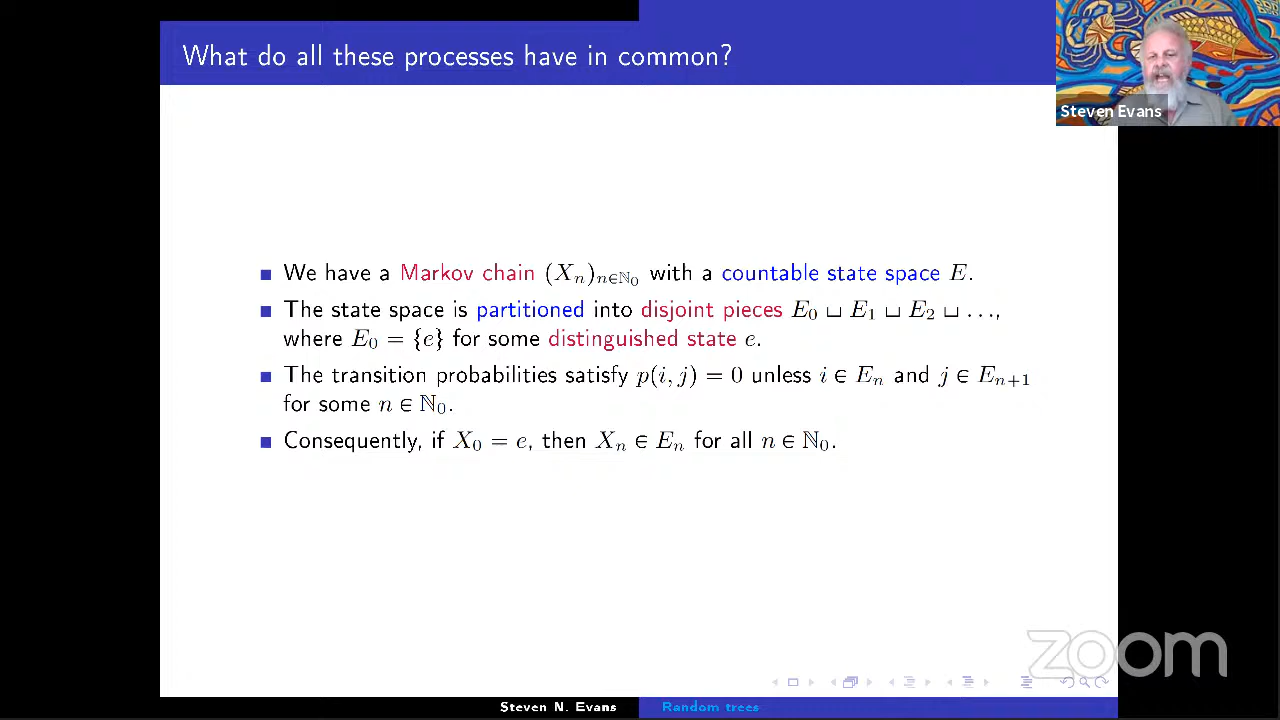 What do all these processes have in common?
Steven Evans
We have a Markov chain (Xₙ)ₙ∈ℕ₀ with a countable state space E.
The state space is partitioned into disjoint pieces E₀ ⊔ E₁ ⊔ E₂ ⊔ …,
where E₀ = {e} for some distinguished state e.
The transition probabilities satisfy p(i, j) = 0 unless i ∈ Eₙ and j ∈ Eₙ₊₁
for some n ∈ ℕ₀.
Consequently, if X₀ = e, then Xₙ ∈ Eₙ for all n ∈ ℕ₀.
zoom
Steven N. Evans
Random trees